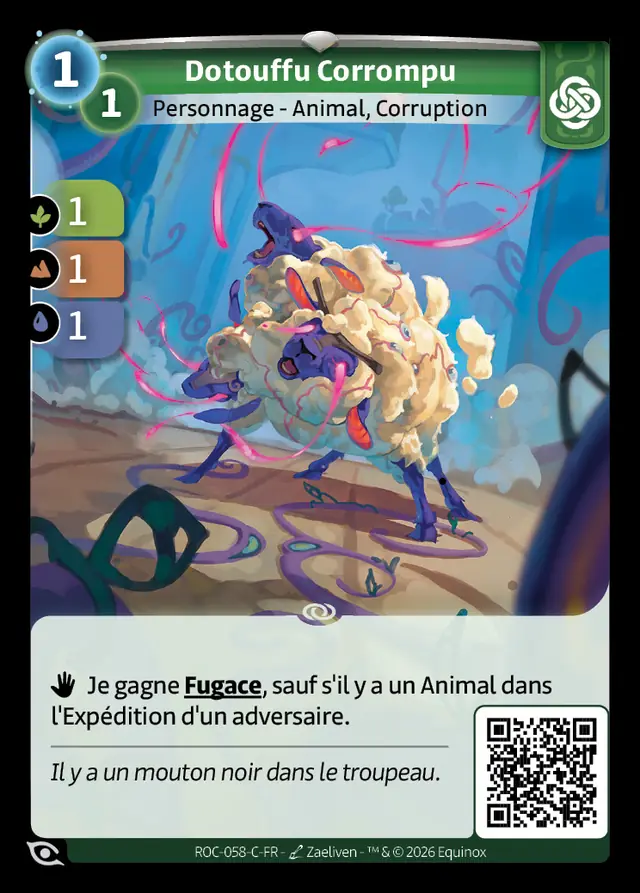 1
1
Dotouffu Corrompu
Personnage - Animal, Corruption
1
1
1
Je gagne Fugace, sauf s'il y a un Animal dans
l'Expédition d'un adversaire.
Il y a un mouton noir dans le troupeau.
ROC-058-C-FR - Zaeliven - ™ & © 2026 Equinox